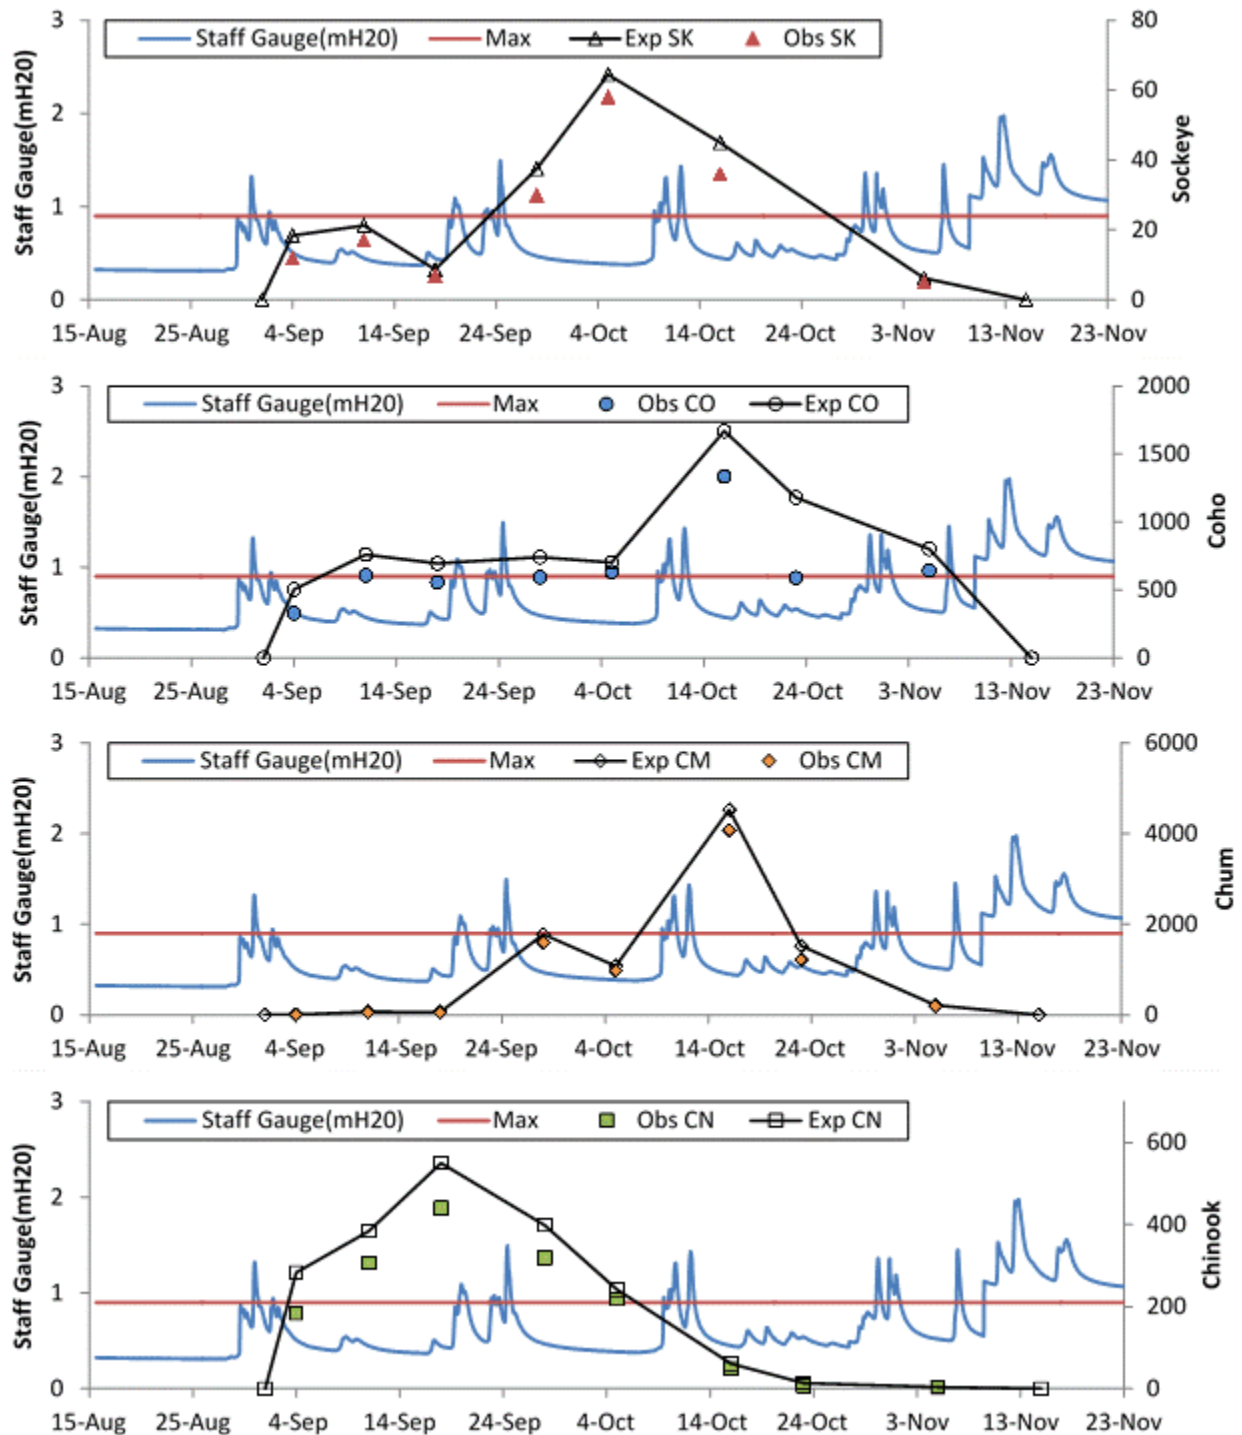 Staff Gauge(mH20) Max Exp SK Obs SK
Staff Gauge(mH20)
3
2
1
0
80
60
40
20
0
Sockeye
15-Aug 25-Aug 4-Sep 14-Sep 24-Sep 4-Oct 14-Oct 24-Oct 3-Nov 13-Nov 23-Nov
Staff Gauge(mH20) Max Obs CO Exp CO
Staff Gauge(mH20)
3
2
1
0
2000
1500
1000
500
0
Coho
15-Aug 25-Aug 4-Sep 14-Sep 24-Sep 4-Oct 14-Oct 24-Oct 3-Nov 13-Nov 23-Nov
Staff Gauge(mH20) Max Exp CM Obs CM
Staff Gauge(mH20)
3
2
1
0
6000
4000
2000
0
Chum
15-Aug 25-Aug 4-Sep 14-Sep 24-Sep 4-Oct 14-Oct 24-Oct 3-Nov 13-Nov 23-Nov
Staff Gauge(mH20) Max Obs CN Exp CN
Staff Gauge(mH20)
3
2
1
0
600
400
200
0
Chinook
15-Aug 25-Aug 4-Sep 14-Sep 24-Sep 4-Oct 14-Oct 24-Oct 3-Nov 13-Nov 23-Nov